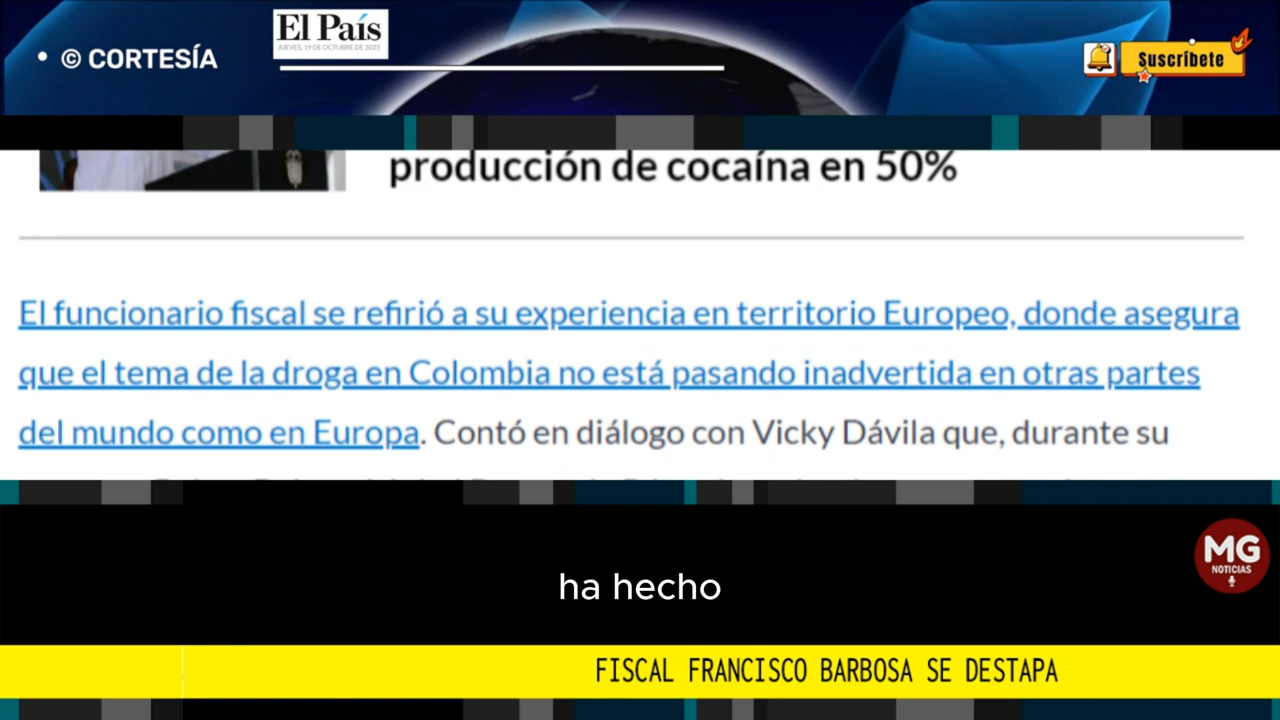 © CORTESÍA
El País
JUEVES, 19 DE OCTUBRE DE 2023
Suscríbete
producción de cocaína en 50%
El funcionario fiscal se refirió a su experiencia en territorio Europeo, donde asegura
que el tema de la droga en Colombia no está pasando inadvertida en otras partes
del mundo como en Europa. Contó en diálogo con Vicky Dávila que, durante su
MG
NOTICIAS
ha hecho
FISCAL FRANCISCO BARBOSA SE DESTAPA